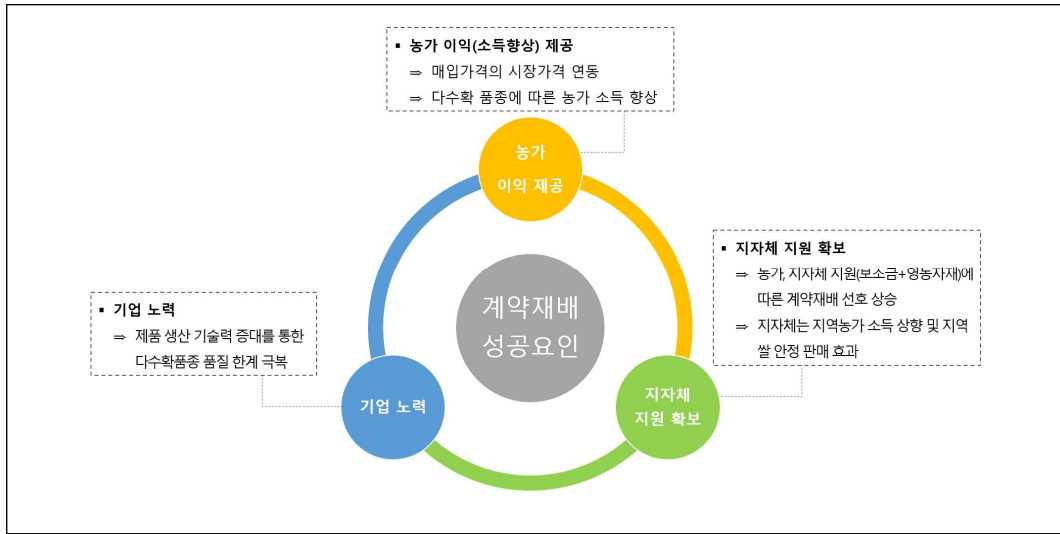 ▪ 농가 이익(소득향상) 제공
⇒ 매입가격의 시장가격 연동
⇒ 다수확 품종에 따른 농가 소득 향상
농가
이익 제공
▪ 지자체 지원 확보
⇒ 농가, 지자체 지원(보소금+영농자재)에
따른 계약재배 선호 상승
⇒ 지자체는 지역농가 소득 상향 및 지역
쌀 안정 판매 효과
▪ 기업 노력
⇒ 제품 생산 기술력 증대를 통한
다수확품종 품질 한계 극복
계약재배
성공요인
기업 노력
지자체
지원 확보